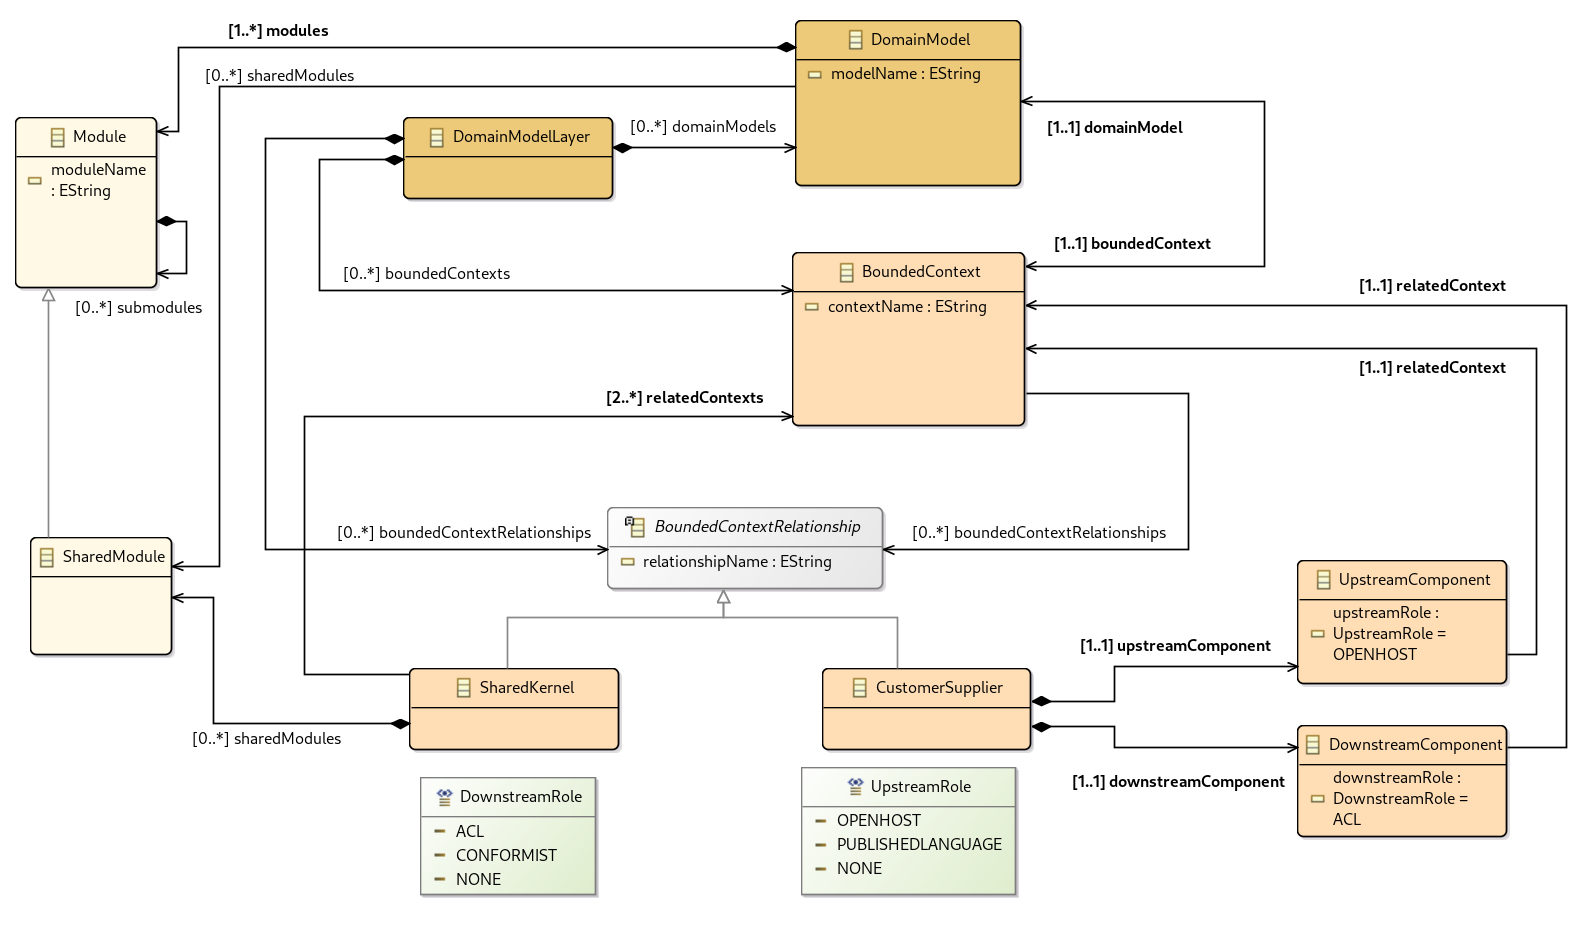 [1..*] modules
DomainModel
modelName : EString
[0..*] sharedModules
Module
moduleName
: EString
DomainModelLayer
[0..*] domainModels
[1..1] domainModel
[1..1] boundedContext
BoundedContext
contextName : EString
[0..*] boundedContexts
[0..*] submodules
[1..1] relatedContext
[1..1] relatedContext
[2..*] relatedContexts
[0..*] boundedContextRelationships
BoundedContextRelationship
relationshipName : EString
[0..*] boundedContextRelationships
SharedModule
UpstreamComponent
upstreamRole :
UpstreamRole =
OPENHOST
[1..1] upstreamComponent
SharedKernel
CustomerSupplier
[0..*] sharedModules
DownstreamComponent
downstreamRole :
DownstreamRole =
ACL
[1..1] downstreamComponent
DownstreamRole
ACL
CONFORMIST
NONE
UpstreamRole
OPENHOST
PUBLISHEDLANGUAGE
NONE